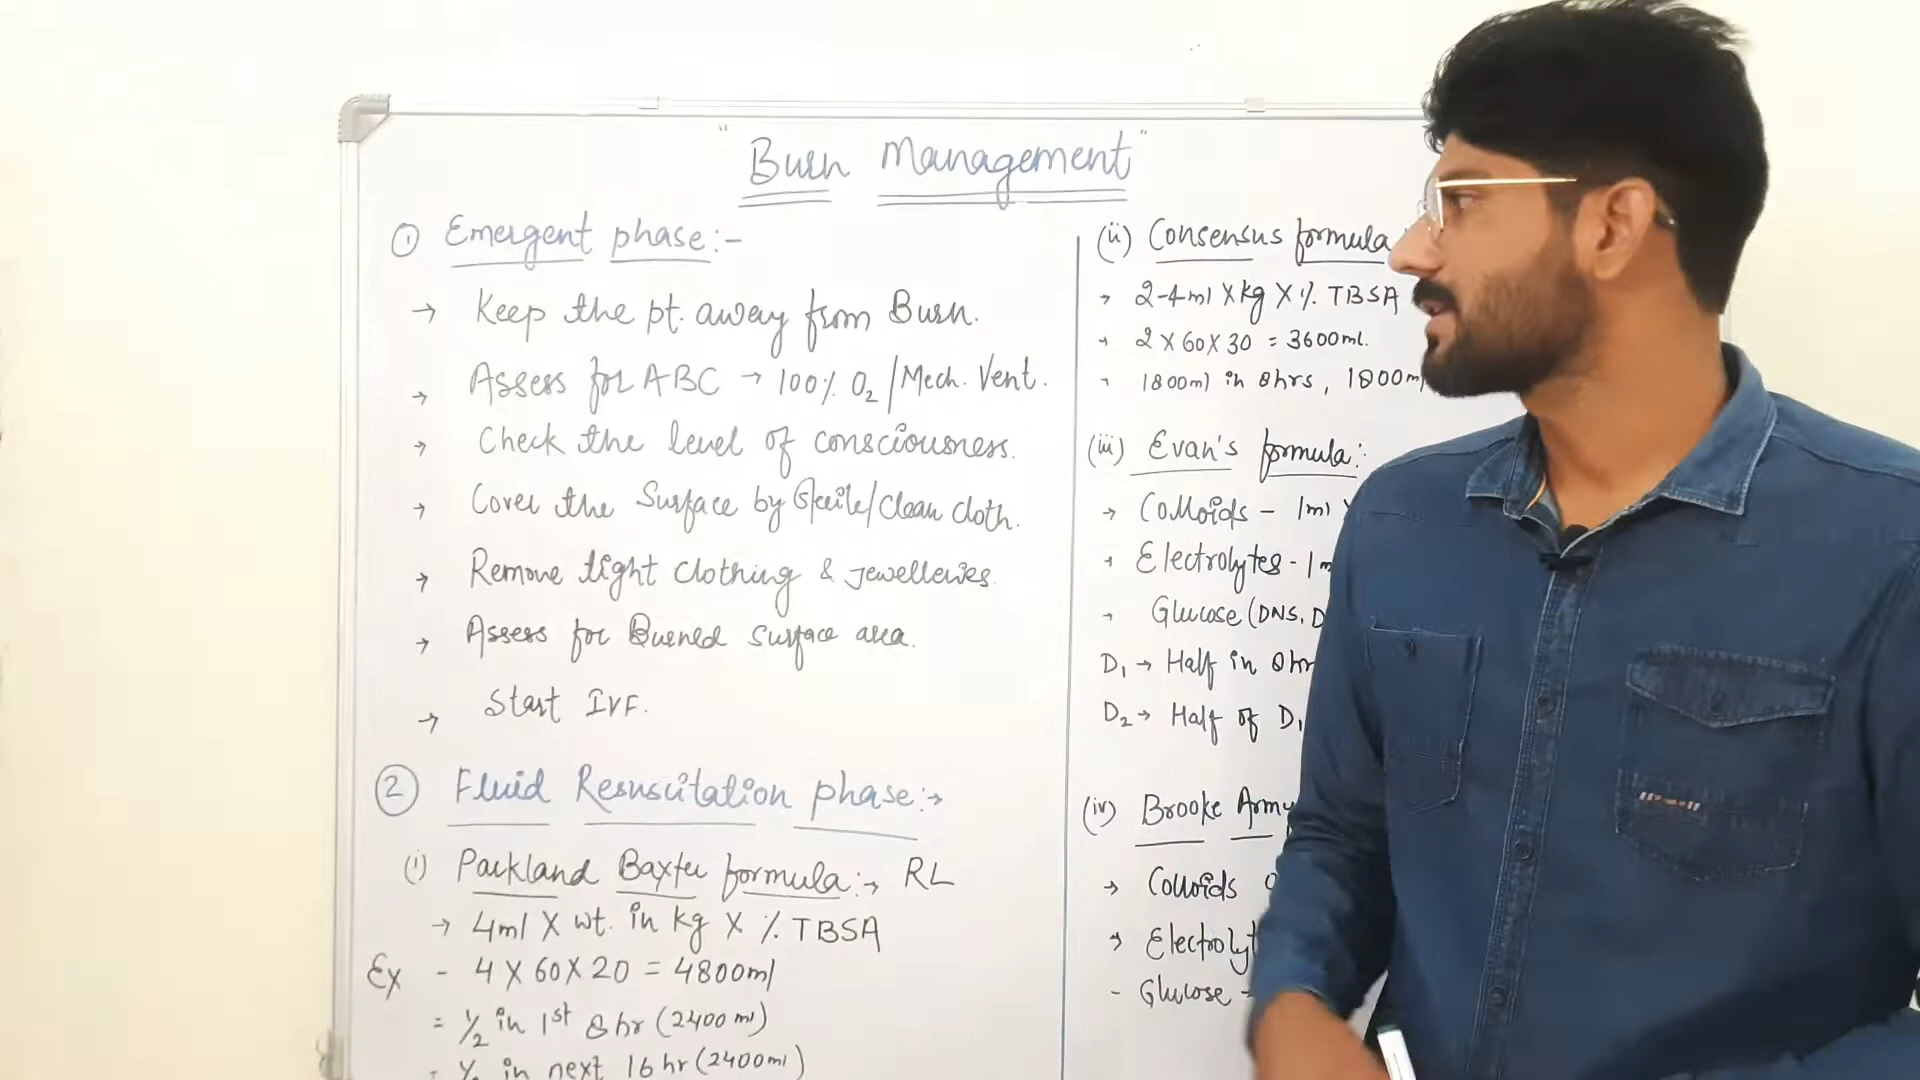 "Burn Management"
① Emergent phase:-
→ Keep the pt. away from Burn.
→ Assess for ABC → 100% O₂/Mech. Vent.
→ Check the level of consciousness.
→ Cover the Surface by Sterile/Clean cloth.
→ Remove tight clothing & Jewelleries.
→ Assess for Burned surface area.
→ Start IVF.
② Fluid Resuscitation phase:→
(i) Parkland Baxter formula:→ RL
→ 4ml X wt. in kg X % TBSA
Ex - 4 X 60 X 20 = 4800ml
= ½ in 1st 8hr (2400 ml)
= ½ in next 16 hr (2400ml)
(ii) Consensus formula
→ 2-4ml X kg X % TBSA
→ 2 X 60 X 30 = 3600ml.
→ 1800ml in 8hrs, 1800ml
(iii) Evan's formula:
→ Colloids - 1ml
→ Electrolytes - 1m
→ Glucose (DNS, D
D₁ → Half in 8hr
D₂ → Half of D₁
(iv) Brooke Army
→ Colloids
→ Electrolyt
- Glucose →